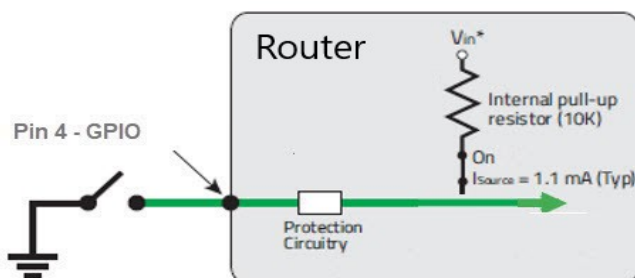 Router
Vin*
Internal pull-up
resistor (10K)
Pin 4 - GPIO
On
Isource = 1.1 mA (Typ)
Protection
Circuitry